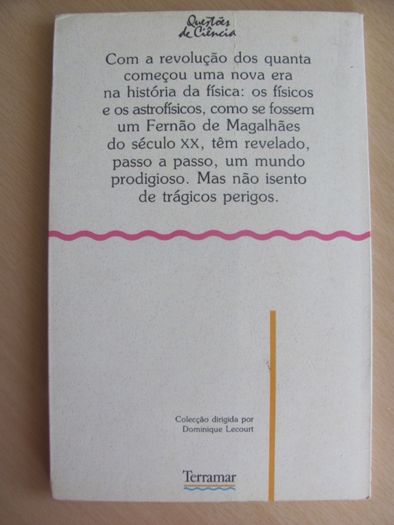 Questões
de Ciência
Com a revolução dos quanta
começou uma nova era
na história da física: os físicos
e os astrofísicos, como se fossem
um Fernão de Magalhães
do século XX, têm revelado,
passo a passo, um mundo
prodigioso. Mas não isento
de trágicos perigos.
Colecção dirigida por
Dominique Lecourt
Terramar